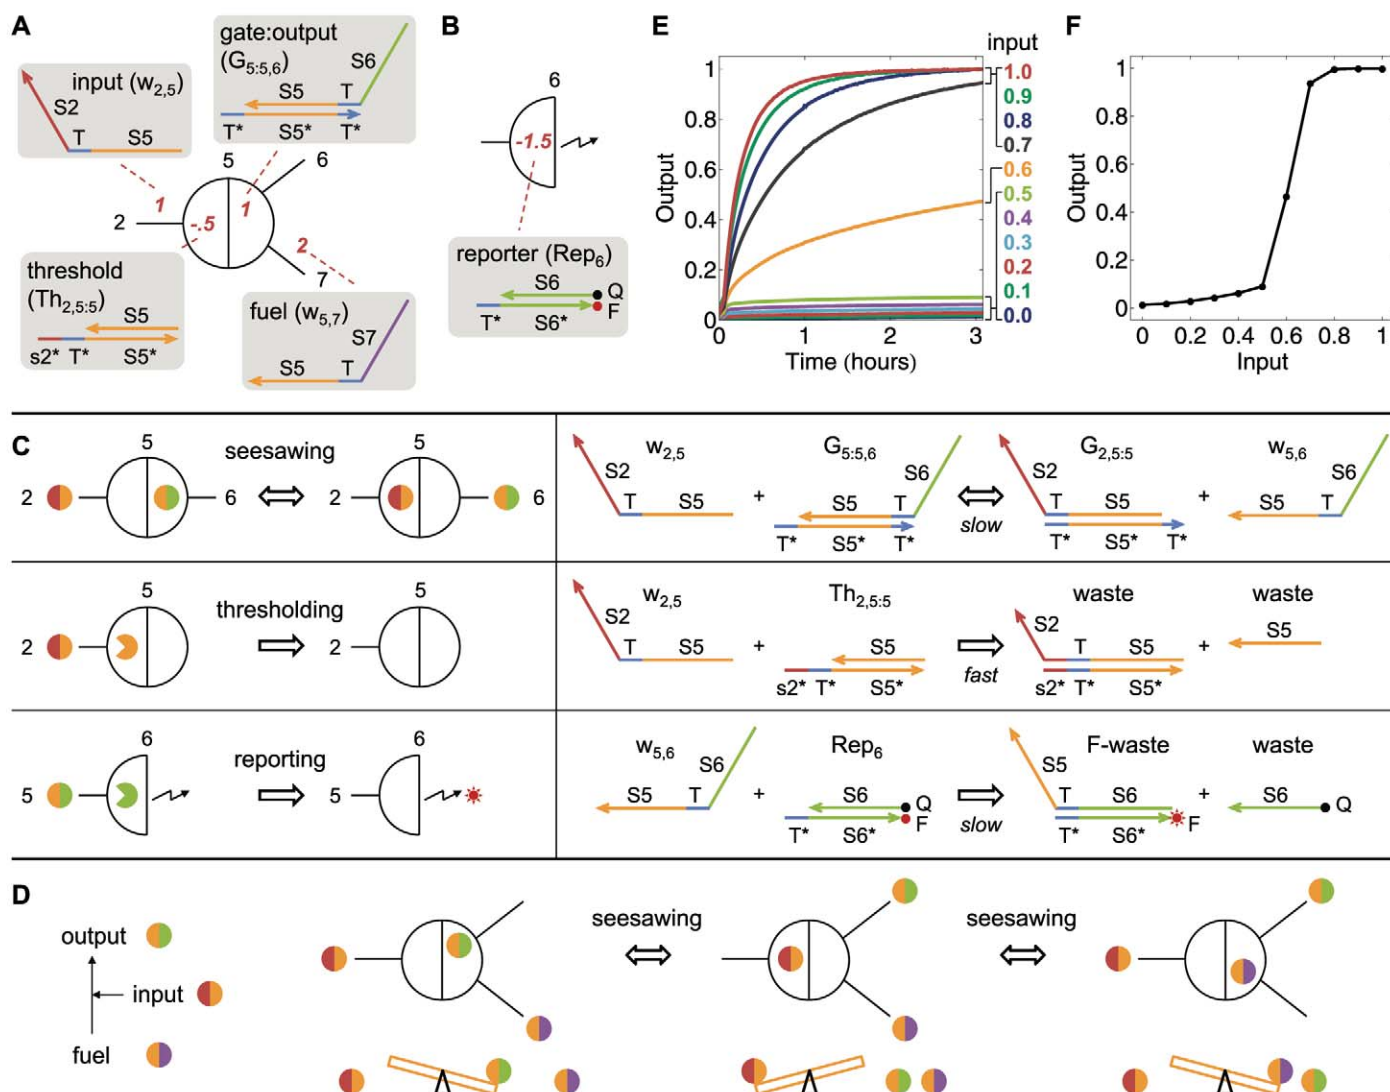 A
input (w2,5)
S2
T
S5
gate:output
(G5:5,6)
S6
S5
T
T*
S5*
T*
5
6
1
-.5
1
2
2
7
threshold
(Th2,5:5)
S5
s2*
T*
S5*
fuel (w5,7)
S7
S5
T
B
6
-1.5
reporter (Rep6)
S6
Q
F
T*
S6*
E
input
Output
1
0.8
0.6
0.4
0.2
0
0
1
2
3
Time (hours)
1.0
0.9
0.8
0.7
0.6
0.5
0.4
0.3
0.2
0.1
0.0
F
Output
1
0.8
0.6
0.4
0.2
0
0
0.2
0.4
0.6
0.8
1
Input
C
5
seesawing
5
2
6
2
6
w2,5
G5:5,6
G2,5:5
w5,6
S2
S6
S2
S6
T
S5
+
S5
T
T
S5
+
S5
T
T*
S5*
T*
slow
T*
S5*
T*
5
thresholding
5
2
2
w2,5
Th2,5:5
waste
waste
S2
S2
T
S5
+
S5
T
S5
+
S5
s2*
T*
S5*
fast
s2*
T*
S5*
6
reporting
6
5
5
w5,6
Rep6
F-waste
waste
S6
S5
S5
T
+
S6
Q
F
T
S6
F
+
S6
Q
T*
S6*
slow
T*
S6*
D
output
input
fuel
seesawing
seesawing